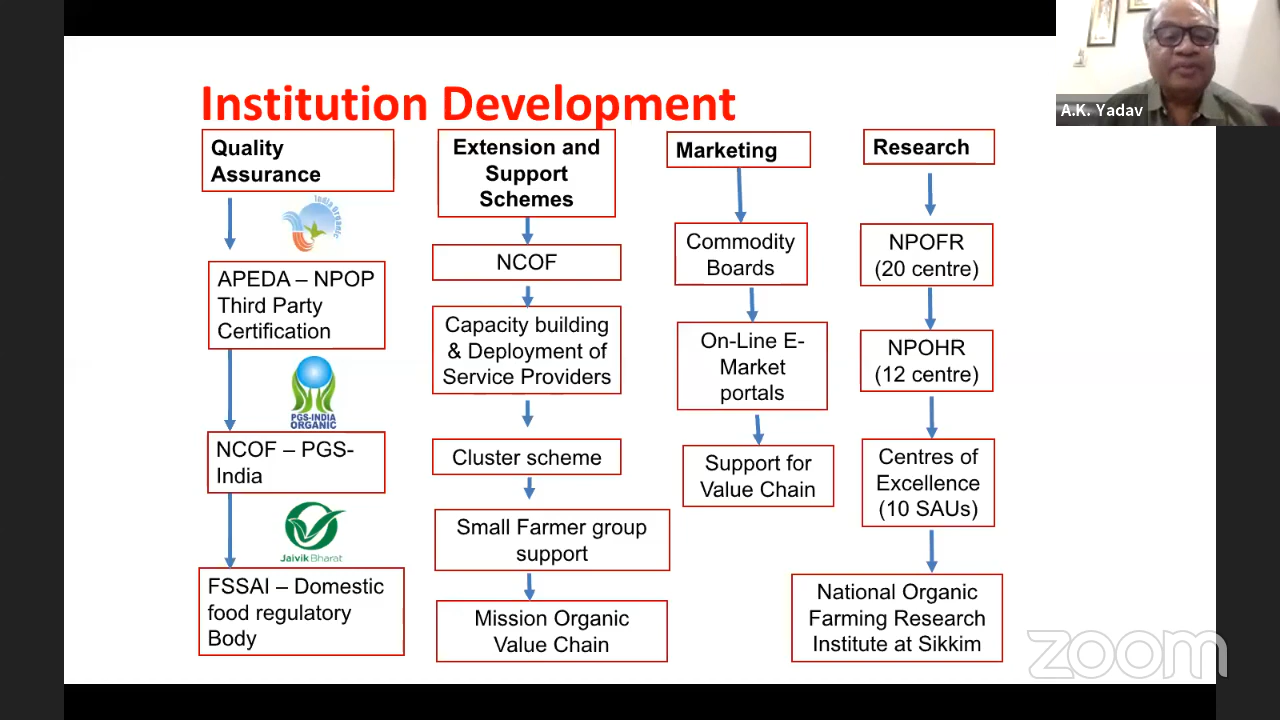 Institution Development
A.K. Yadav
Quality
Assurance
India Organic
APEDA – NPOP
Third Party
Certification
PGS-INDIA
ORGANIC
NCOF – PGS-
India
Jaivik Bharat
FSSAI – Domestic
food regulatory
Body
Extension and
Support
Schemes
NCOF
Capacity building
& Deployment of
Service Providers
Cluster scheme
Small Farmer group
support
Mission Organic
Value Chain
Marketing
Commodity
Boards
On-Line E-
Market
portals
Support for
Value Chain
Research
NPOFR
(20 centre)
NPOHR
(12 centre)
Centres of
Excellence
(10 SAUs)
National Organic
Farming Research
Institute at Sikkim
zoom